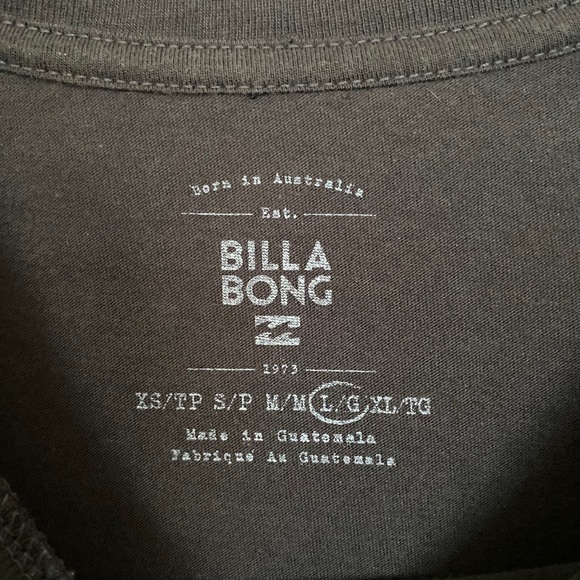 Born in Australia
Est.
BILLA
BONG
1973
XS/TP S/P M/M L/G XL/TG
Made in Guatemala
Fabriqué Au Guatemala